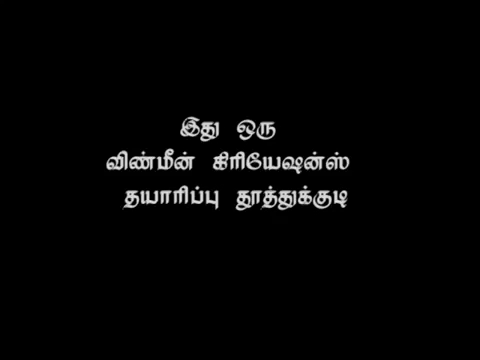 இது ஒரு
விண்மீன் கிரியேஷன்ஸ்
தயாரிப்பு தூத்துக்குடி